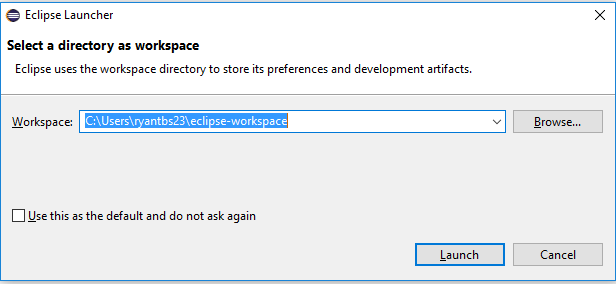 Eclipse Launcher
Select a directory as workspace
Eclipse uses the workspace directory to store its preferences and development artifacts.
Workspace: C:\Users\ryantbs23\eclipse-workspace Browse...
Use this as the default and do not ask again
Launch Cancel